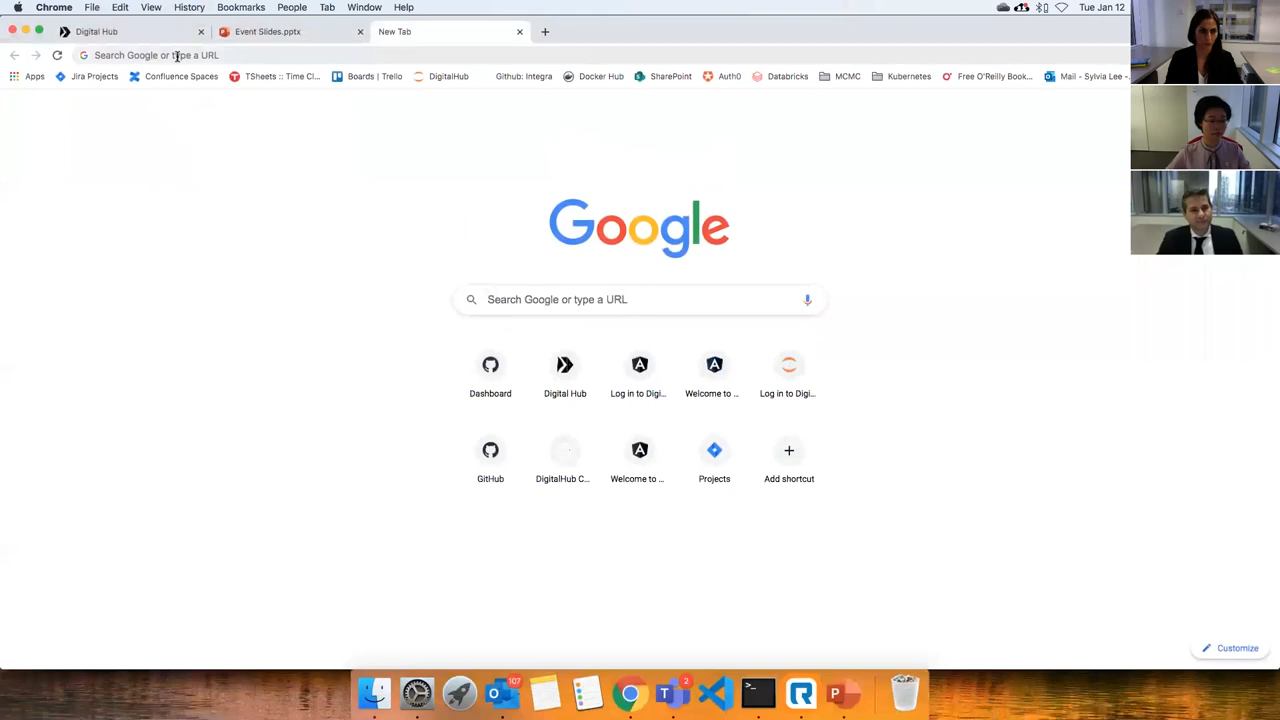 Chrome File Edit View History Bookmarks People Tab Window Help Tue Jan 12
Digital Hub Event Slides.pptx New Tab
Search Google or type a URL
Apps Jira Projects Confluence Spaces TSheets :: Time Cl... Boards | Trello DigitalHub Github: Integra Docker Hub SharePoint Auth0 Databricks MCMC Kubernetes Free O'Reilly Book... Mail - Sylvia Lee -
Google
Search Google or type a URL
Dashboard Digital Hub Log in to Digi... Welcome to ... Log in to Digi...
GitHub DigitalHub C... Welcome to ... Projects Add shortcut
Customize
107 2